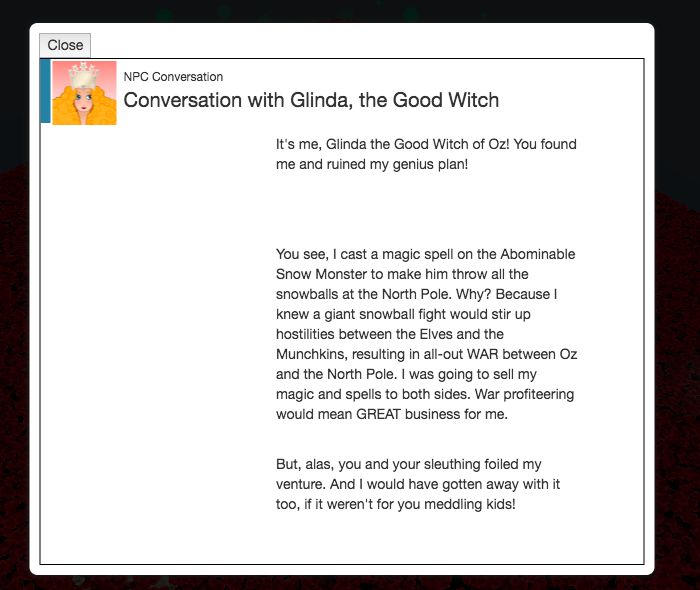 Close
NPC Conversation
Conversation with Glinda, the Good Witch
It's me, Glinda the Good Witch of Oz! You found
me and ruined my genius plan!
You see, I cast a magic spell on the Abominable
Snow Monster to make him throw all the
snowballs at the North Pole. Why? Because I
knew a giant snowball fight would stir up
hostilities between the Elves and the
Munchkins, resulting in all-out WAR between Oz
and the North Pole. I was going to sell my
magic and spells to both sides. War profiteering
would mean GREAT business for me.
But, alas, you and your sleuthing foiled my
venture. And I would have gotten away with it
too, if it weren't for you meddling kids!